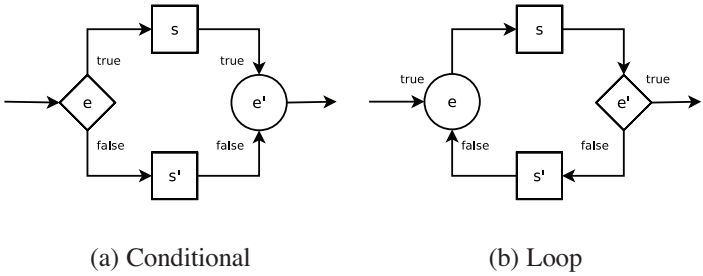 s
true
true
e
e'
false
false
s'
s
true
true
e
e'
false
false
s'
(a) Conditional
(b) Loop